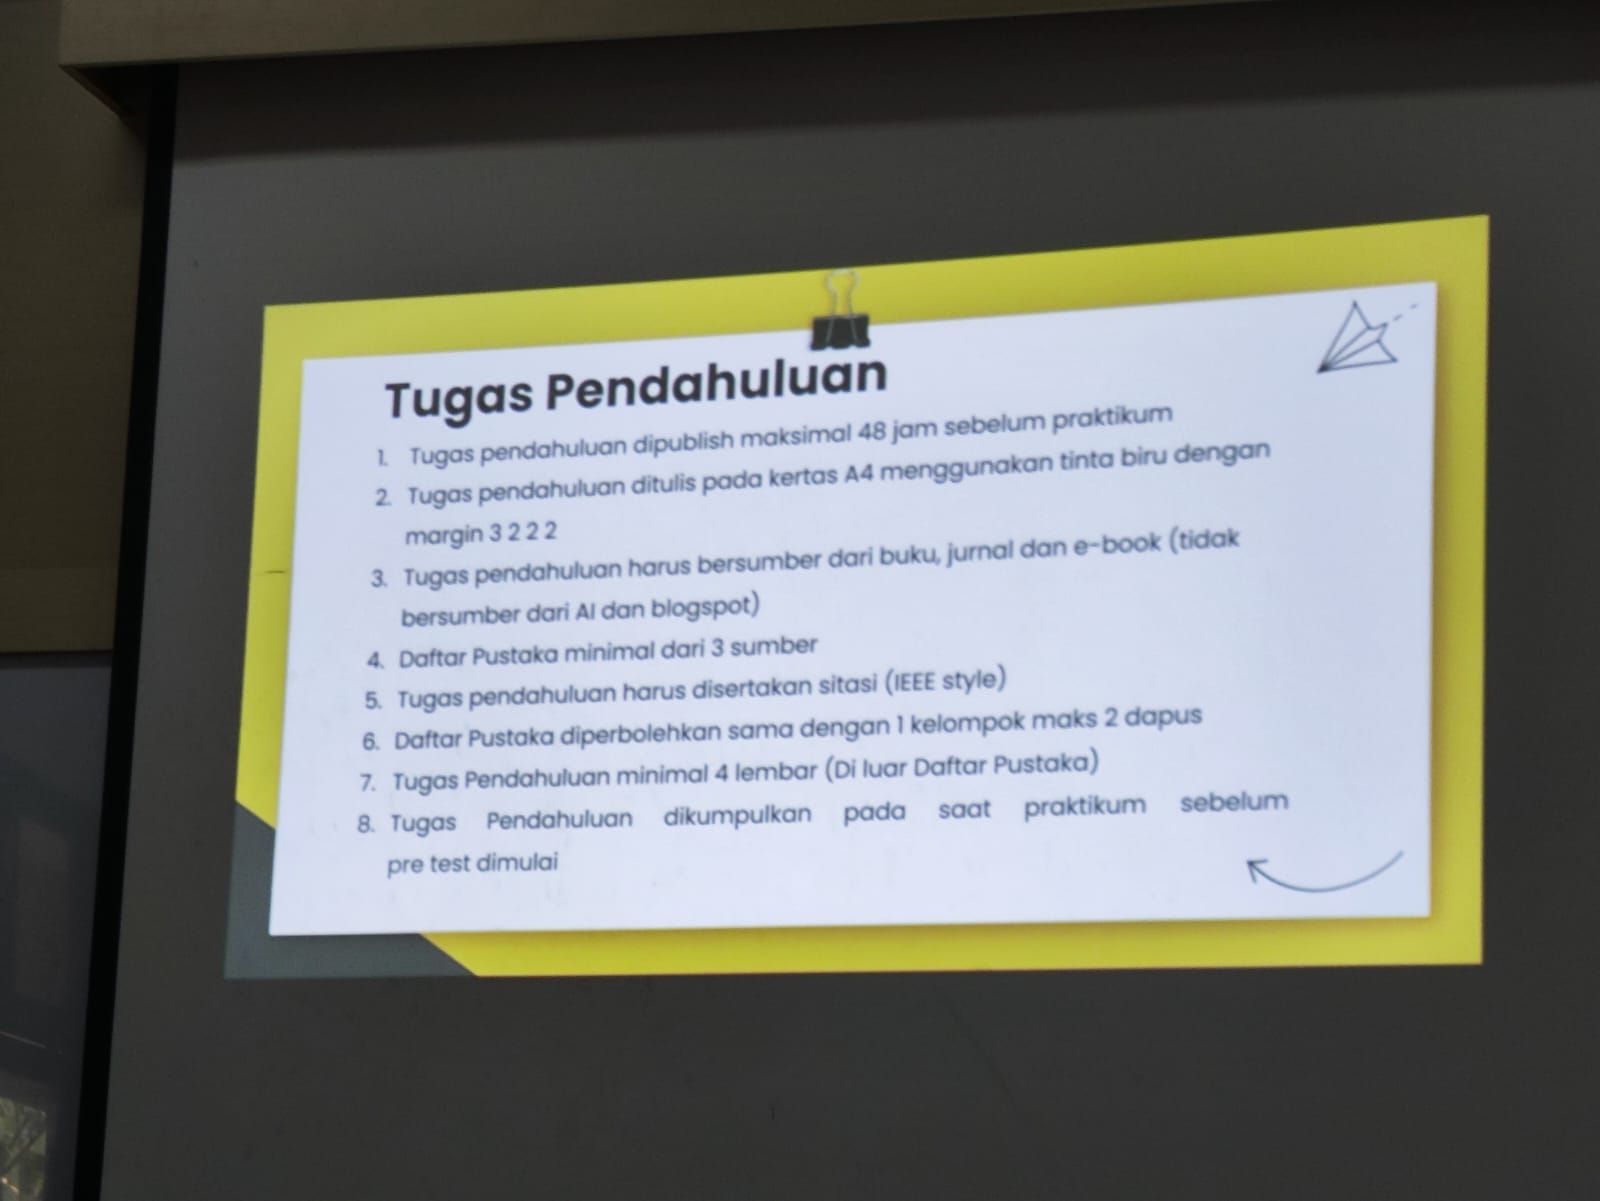 Tugas Pendahuluan
1. Tugas pendahuluan dipublish maksimal 48 jam sebelum praktikum
2. Tugas pendahuluan ditulis pada kertas A4 menggunakan tinta biru dengan
margin 3 2 2 2
3. Tugas pendahuluan harus bersumber dari buku, jurnal dan e-book (tidak
bersumber dari AI dan blogspot)
4. Daftar Pustaka minimal dari 3 sumber
5. Tugas pendahuluan harus disertakan sitasi (IEEE style)
6. Daftar Pustaka diperbolehkan sama dengan 1 kelompok maks 2 dapus
7. Tugas Pendahuluan minimal 4 lembar (Di luar Daftar Pustaka)
8. Tugas Pendahuluan dikumpulkan pada saat praktikum sebelum
pre test dimulai